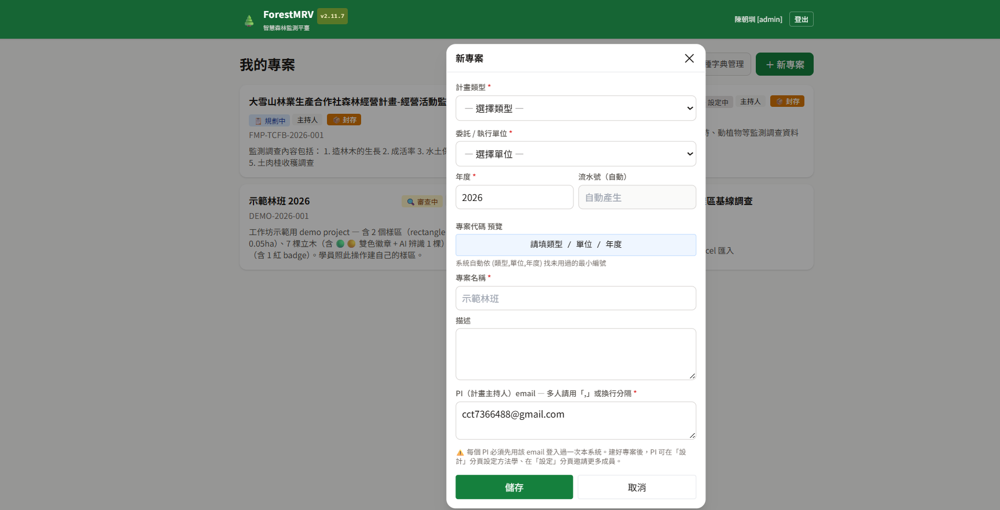 ForestMRV v2.11.7
智慧森林監測平臺
陳朝圳 [admin] 登出
我的專案
種字典管理
＋ 新專案
大雪山林業生產合作社森林經營計畫-經營活動監
規劃中 主持人 封存
FMP-TCFB-2026-001
監測調查內容包括： 1. 造林木的生長 2. 成活率 3. 水土保
5. 土肉桂收穫調查
設定中 主持人 封存
、動植物等監測調查資料
示範林班 2026 審查中
DEMO-2026-001
工作坊示範用 demo project — 含 2 個樣區（rectangle
0.05ha）、7 棵立木（含 雙色徽章 + AI 辨識 1 棵）
（含 1 紅 badge）。學員照此操作建自己的樣區。
區基線調查
cel 匯入
新專案
計畫類型 *
— 選擇類型 —
委託 / 執行單位 *
— 選擇單位 —
年度 * 流水號（自動）
2026 自動產生
專案代碼 預覽
請填類型 / 單位 / 年度
系統自動依 (類型,單位,年度) 找未用過的最小編號
專案名稱 *
示範林班
描述
PI（計畫主持人）email — 多人請用「,」或換行分隔 *
cct7366488@gmail.com
每個 PI 必須先用該 email 登入過一次本系統。建好專案後，PI 可在「設
計」分頁設定方法學、在「設定」分頁邀請更多成員。
儲存 取消